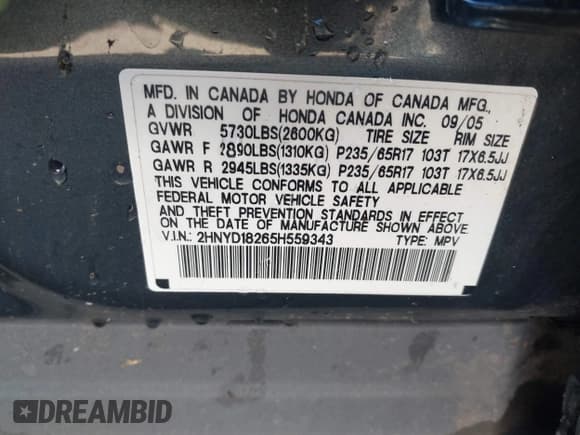 MFD. IN CANADA BY HONDA OF CANADA MFG.,
A DIVISION OF HONDA CANADA INC. 09/05
GVWR 5730LBS(2600KG) TIRE SIZE RIM SIZE
GAWR F 2890LBS(1310KG) P235/65R17 103T 17X6.5JJ
GAWR R 2945LBS(1335KG) P235/65R17 103T 17X6.5JJ
THIS VEHICLE CONFORMS TO ALL APPLICABLE
FEDERAL MOTOR VEHICLE SAFETY
AND THEFT PREVENTION STANDARDS IN EFFECT
ON THE DATE OF MANUFACTURE SHOWN ABOVE.
V.I.N.: 2HNYD18265H559343 TYPE: MPV
DREAMBID